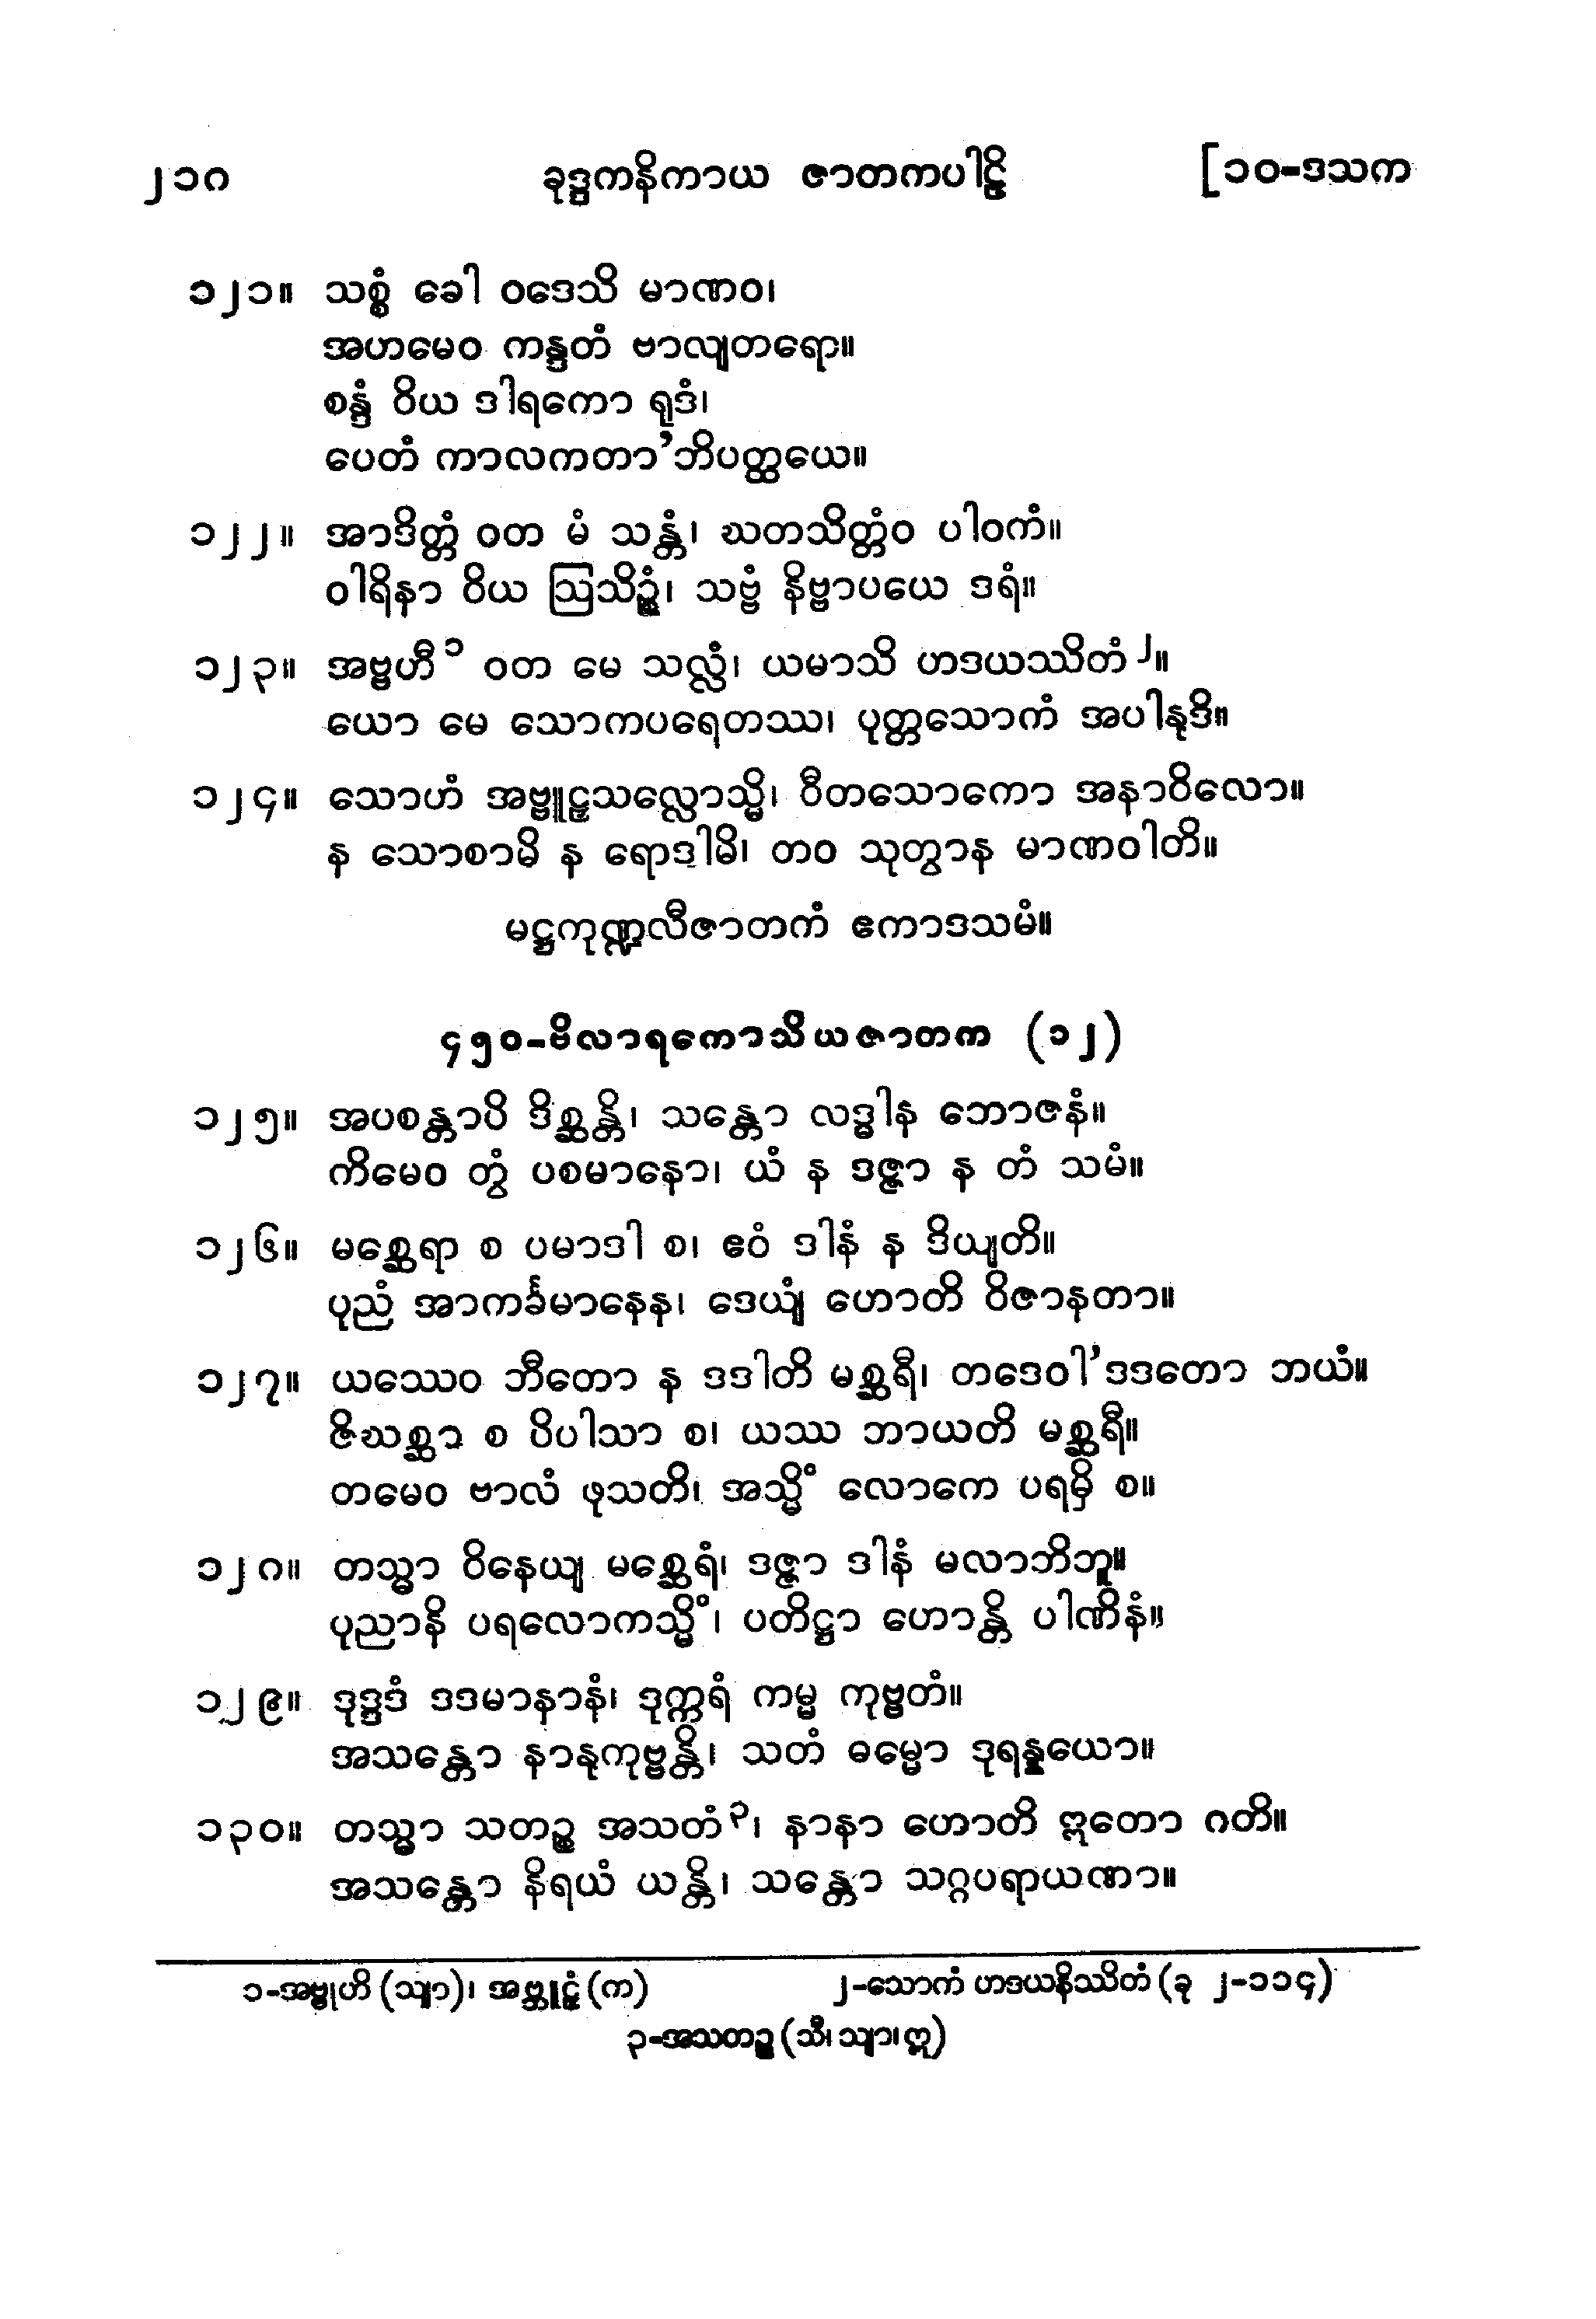 ၂၁၈ ခုဒ္ဒကနိကာယ ဇာတကပါဠိ [၁၀-ဒသက
၁၂၁။ သစ္စံ ခေါ ဝဒေသိ မာဏဝ၊
အဟမေဝ ကန္ဒတံ ဗာလျတရော။
စန္ဒံ ဝိယ ဒါရကော ရုဒံ၊
ပေတံ ကာလကတာ’ဘိပတ္ထယေ။
၁၂၂။ အာဒိတ္တံ ဝတ မံ သန္တံ၊ ဃတသိတ္တံဝ ပါဝကံ။
ဝါရိနာ ဝိယ ဩသိဉ္စံ၊ သဗ္ဗံ နိဗ္ဗာပယေ ဒရံ။
၁၂၃။ အဗ္ဗဟီ ၁ ဝတ မေ သလ္လံ၊ ယမာသိ ဟဒယဿိတံ ၂။
ယော မေ သောကပရေတဿ၊ ပုတ္တသောကံ အပါနုဒိ။
၁၂၄။ သောဟံ အဗ္ဗူဠှသလ္လောသ္မိ၊ ဝီတသောကော အနာဝိလော။
န သောစာမိ န ရောဒါမိ၊ တဝ သုတွာန မာဏဝါတိ။
မဋ္ဌကုဏ္ဍလီဇာတကံ ဧကာဒသမံ။
၄၅၀-ဗိလာရကောသိယဇာတက (၁၂)
၁၂၅။ အပစန္တာပိ ဒိစ္ဆန္တိ၊ သန္တော လဒ္ဓါန ဘောဇနံ။
ကိမေဝ တွံ ပစမာနော၊ ယံ န ဒဇ္ဇာ န တံ သမံ။
၁၂၆။ မစ္ဆေရာ စ ပမာဒါ စ၊ ဧဝံ ဒါနံ န ဒိယျတိ။
ပုညံ အာကင်္ခမာနေန၊ ဒေယျံ ဟောတိ ဝိဇာနတာ။
၁၂၇။ ယဿေဝ ဘီတော န ဒဒါတိ မစ္ဆရီ၊ တဒေဝါ’ဒဒတော ဘယံ။
ဇိဃစ္ဆာ စ ပိပါသာ စ၊ ယဿ ဘာယတိ မစ္ဆရီ။
တမေဝ ဗာလံ ဖုသတိ၊ အသ္မိံ လောကေ ပရမှိ စ။
၁၂၈။ တသ္မာ ဝိနေယျ မစ္ဆေရံ၊ ဒဇ္ဇာ ဒါနံ မလာဘိဘူ။
ပုညာနိ ပရလောကသ္မိံ၊ ပတိဋ္ဌာ ဟောန္တိ ပါဏိနံ။
၁၂၉။ ဒုဒ္ဒဒံ ဒဒမာနာနံ၊ ဒုက္ကရံ ကမ္မ ကုဗ္ဗတံ။
အသန္တော နာနုကုဗ္ဗန္တိ၊ သတံ ဓမ္မော ဒုရန္နယော။
၁၃၀။ တသ္မာ သတဉ္စ အသတံ ၃၊ နာနာ ဟောတိ ဣတော ဂတိ။
အသန္တော နိရယံ ယန္တိ၊ သန္တော သဂ္ဂပရာယဏာ။
၁-အဗ္ဗုဟိ (သျာ)၊ အဗ္ဘူဠှံ (က) ၂-သောကံ ဟဒယနိဿိတံ (ခု ၂-၁၁၄)
၃-အသတဉ္စ (သီ၊ သျာ၊ ဣ)